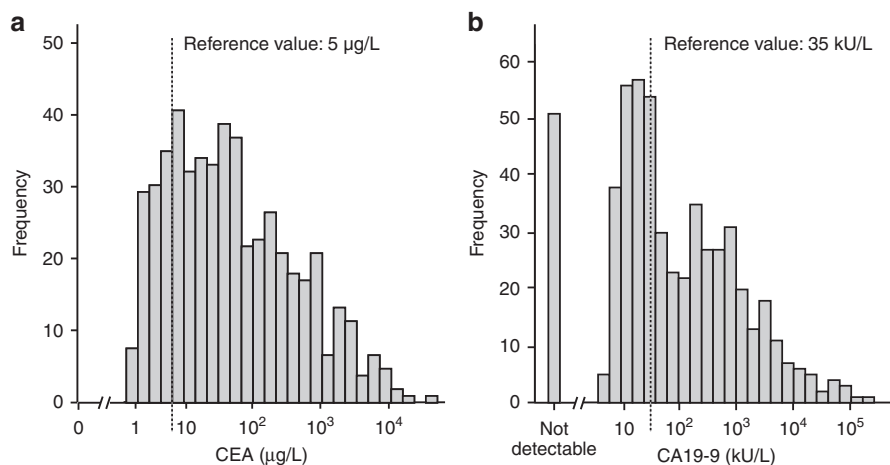 a
Reference value: 5 μg/L
50
40
30
20
10
0
Frequency
0
1
10
10²
10³
10⁴
CEA (μg/L)
b
Reference value: 35 kU/L
60
50
40
30
20
10
0
Frequency
Not
detectable
10
10²
10³
10⁴
10⁵
CA19-9 (kU/L)